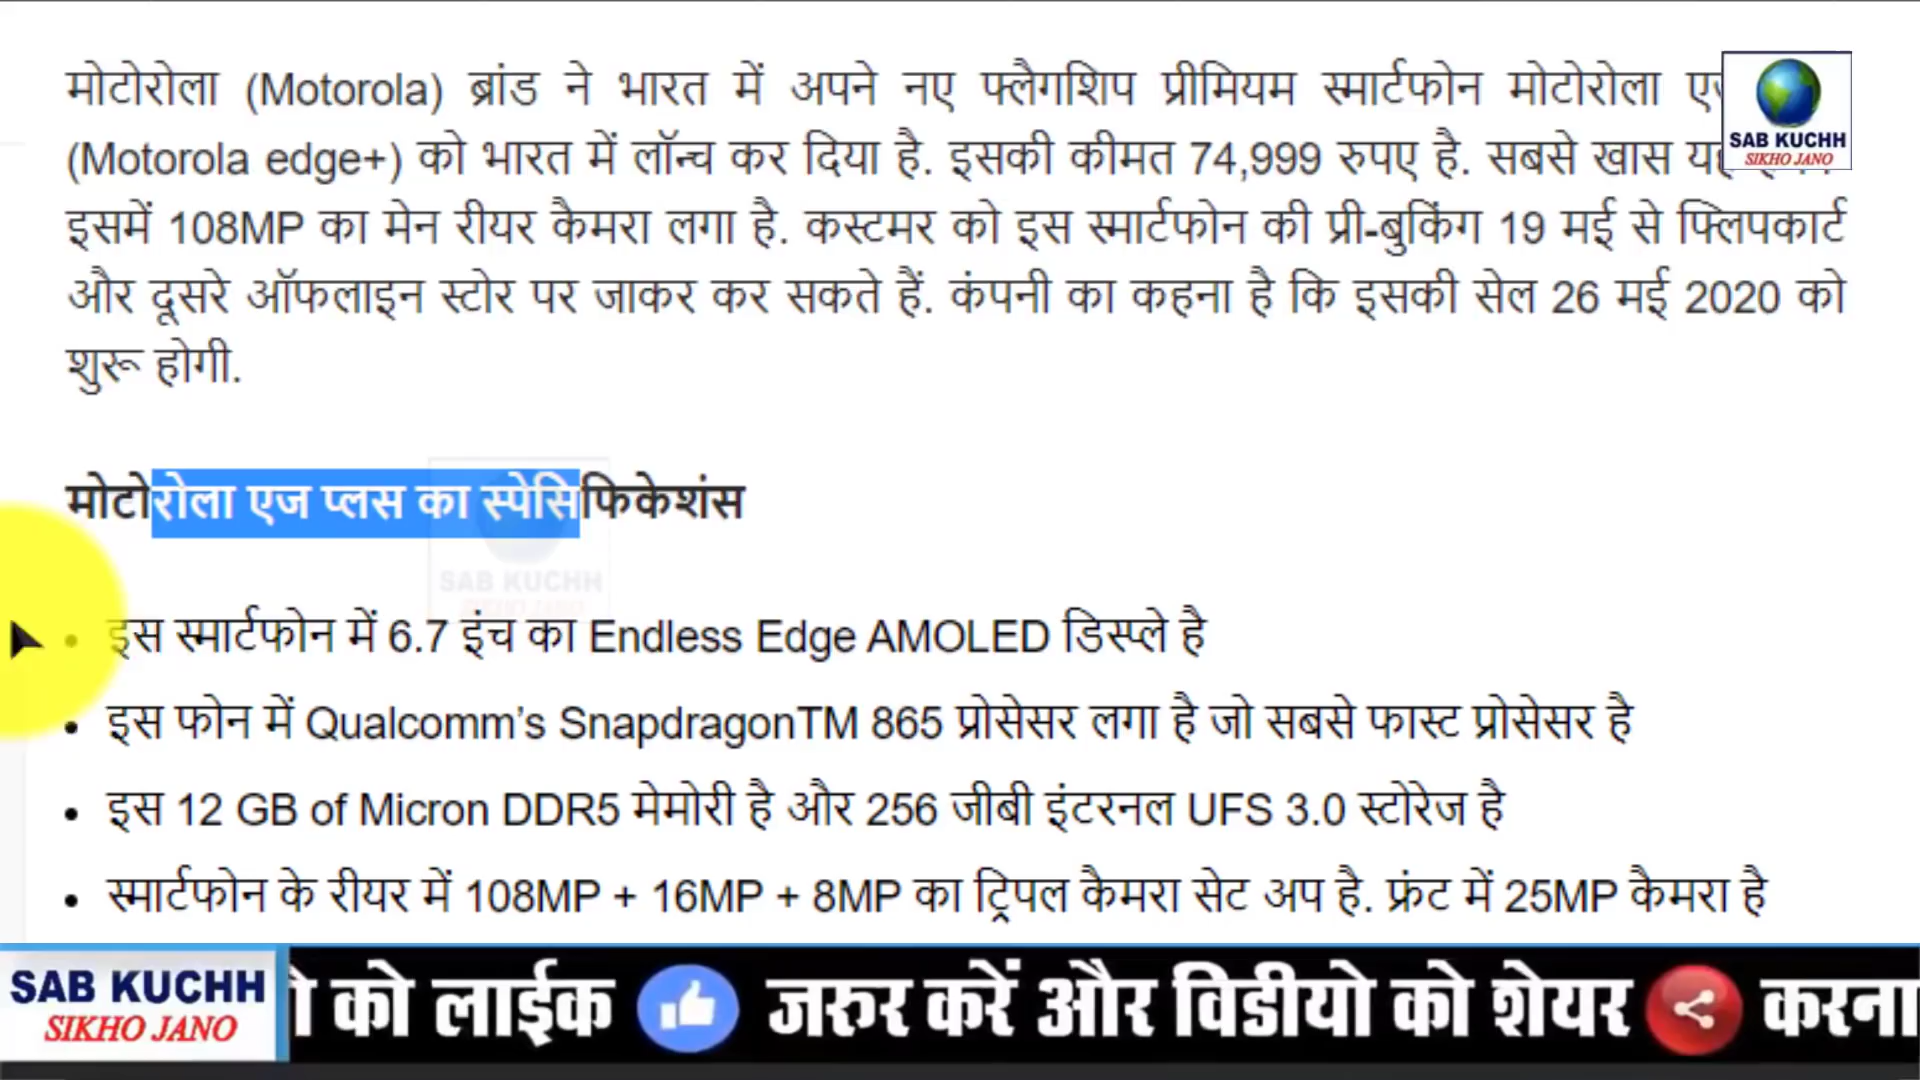 मोटोरोला (Motorola) ब्रांड ने भारत में अपने नए फ्लैगशिप प्रीमियम स्मार्टफोन मोटोरोला
(Motorola edge+) को भारत में लॉन्च कर दिया है. इसकी कीमत 74,999 रुपए है. सबसे खास
इसमें 108MP का मेन रीयर कैमरा लगा है. कस्टमर को इस स्मार्टफोन की प्री-बुकिंग 19 मई से फ्लिपकार्ट
और दूसरे ऑफलाइन स्टोर पर जाकर कर सकते हैं. कंपनी का कहना है कि इसकी सेल 26 मई 2020 को
शुरू होगी.
SAB KUCHH
SIKHO JANO
मोटोरोला एज प्लस का स्पेसिफिकेशंस
SAB KUCHH
SIKHO JANO
• इस स्मार्टफोन में 6.7 इंच का Endless Edge AMOLED डिस्प्ले है
• इस फोन में Qualcomm’s SnapdragonTM 865 प्रोसेसर लगा है जो सबसे फास्ट प्रोसेसर है
• इस 12 GB of Micron DDR5 मेमोरी है और 256 जीबी इंटरनल UFS 3.0 स्टोरेज है
• स्मार्टफोन के रीयर में 108MP + 16MP + 8MP का ट्रिपल कैमरा सेट अप है. फ्रंट में 25MP कैमरा है
SAB KUCHH
SIKHO JANO
को लाईक जरुर करें और विडीयो को शेयर करना